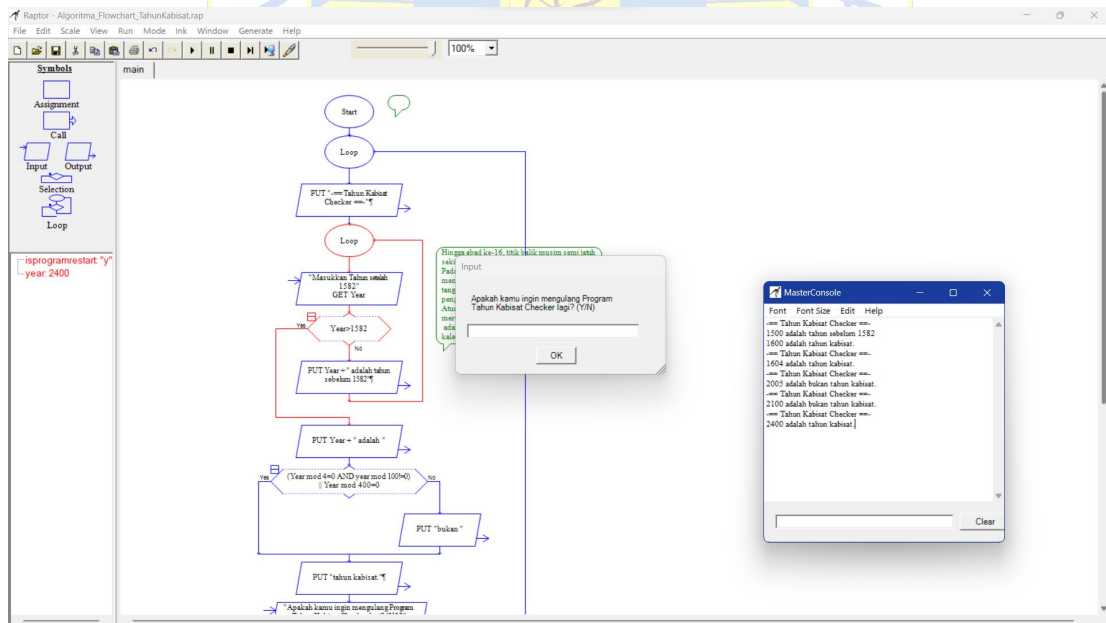 Raptor - Algoritma_Flowchart_TahunKabisat.rap
File Edit Scale View Run Mode Ink Window Generate Help
100%
Symbols
Assignment
Call
Input Output
Selection
Loop
isprogramrestart: "y"
year: 2400
main
Start
Loop
PUT "-== Tahun Kabisat
Checker ==-"¶
Loop
"Masukkan Tahun setelah
1582"
GET Year
Yes
Year>1582
No
PUT Year+" adalah tahun
sebelum 1582"¶
PUT Year + " adalah "
Yes
(Year mod 4=0 AND year mod 100!=0)
|| Year mod 400=0
No
PUT "bukan "
PUT "tahun kabisat."¶
"Apakah kamu ingin mengulang Program
Hingga abad ke-16, titik balik musim semi jatuh
Input
Apakah kamu ingin mengulang Program
Tahun Kabisat Checker lagi? (Y/N)
OK
MasterConsole
Font Font Size Edit Help
-== Tahun Kabisat Checker ==-
1500 adalah tahun sebelum 1582
1600 adalah tahun kabisat.
-== Tahun Kabisat Checker ==-
1604 adalah tahun kabisat.
-== Tahun Kabisat Checker ==-
2005 adalah bukan tahun kabisat.
-== Tahun Kabisat Checker ==-
2100 adalah bukan tahun kabisat.
-== Tahun Kabisat Checker ==-
2400 adalah tahun kabisat.
Clear